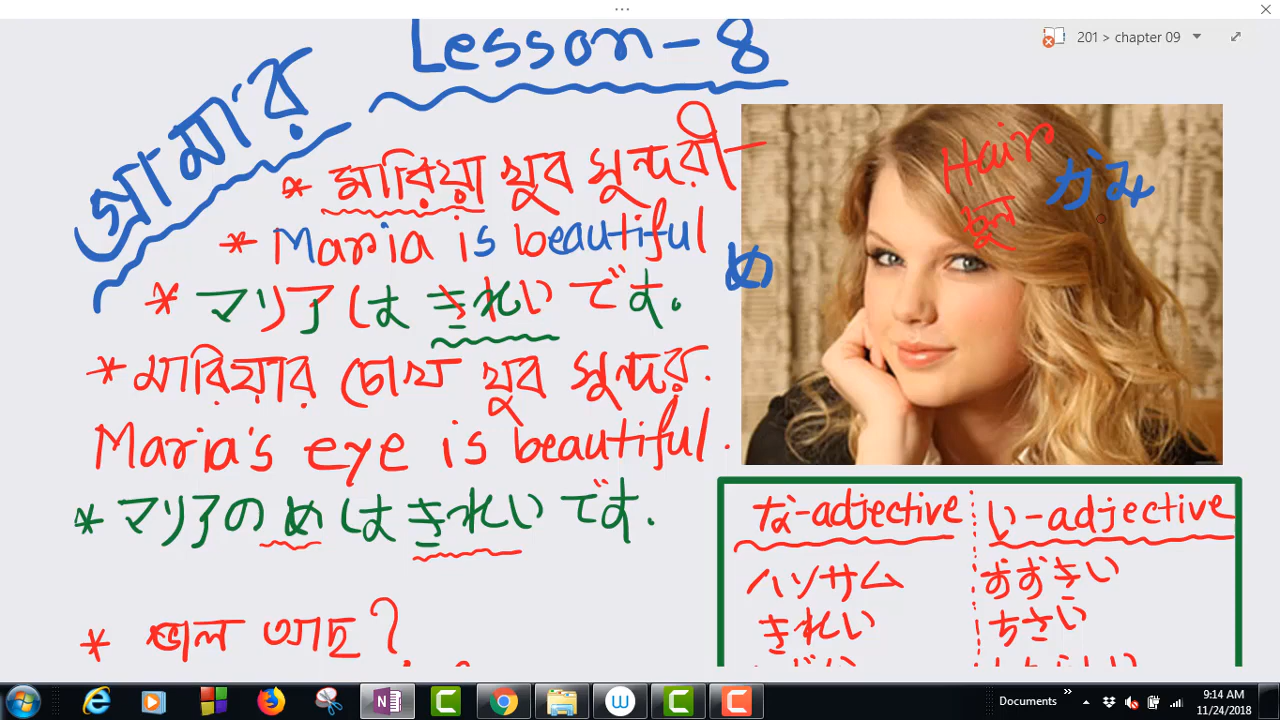 201 > chapter 09
Lesson-8
গ্রামার
* মারিয়া খুব সুন্দরী-
* Maria is beautiful
* マリアは きれいです.
* মারিয়ার চোখ খুব সুন্দর.
Maria's eye is beautiful.
* マリアの め は きれいです.
* ভাল আছ?
Hair
かみ
চুল
め
な-adjective い-adjective
ハンサム おおきい
きれい ちさい
Documents
9:14 AM
11/24/2018